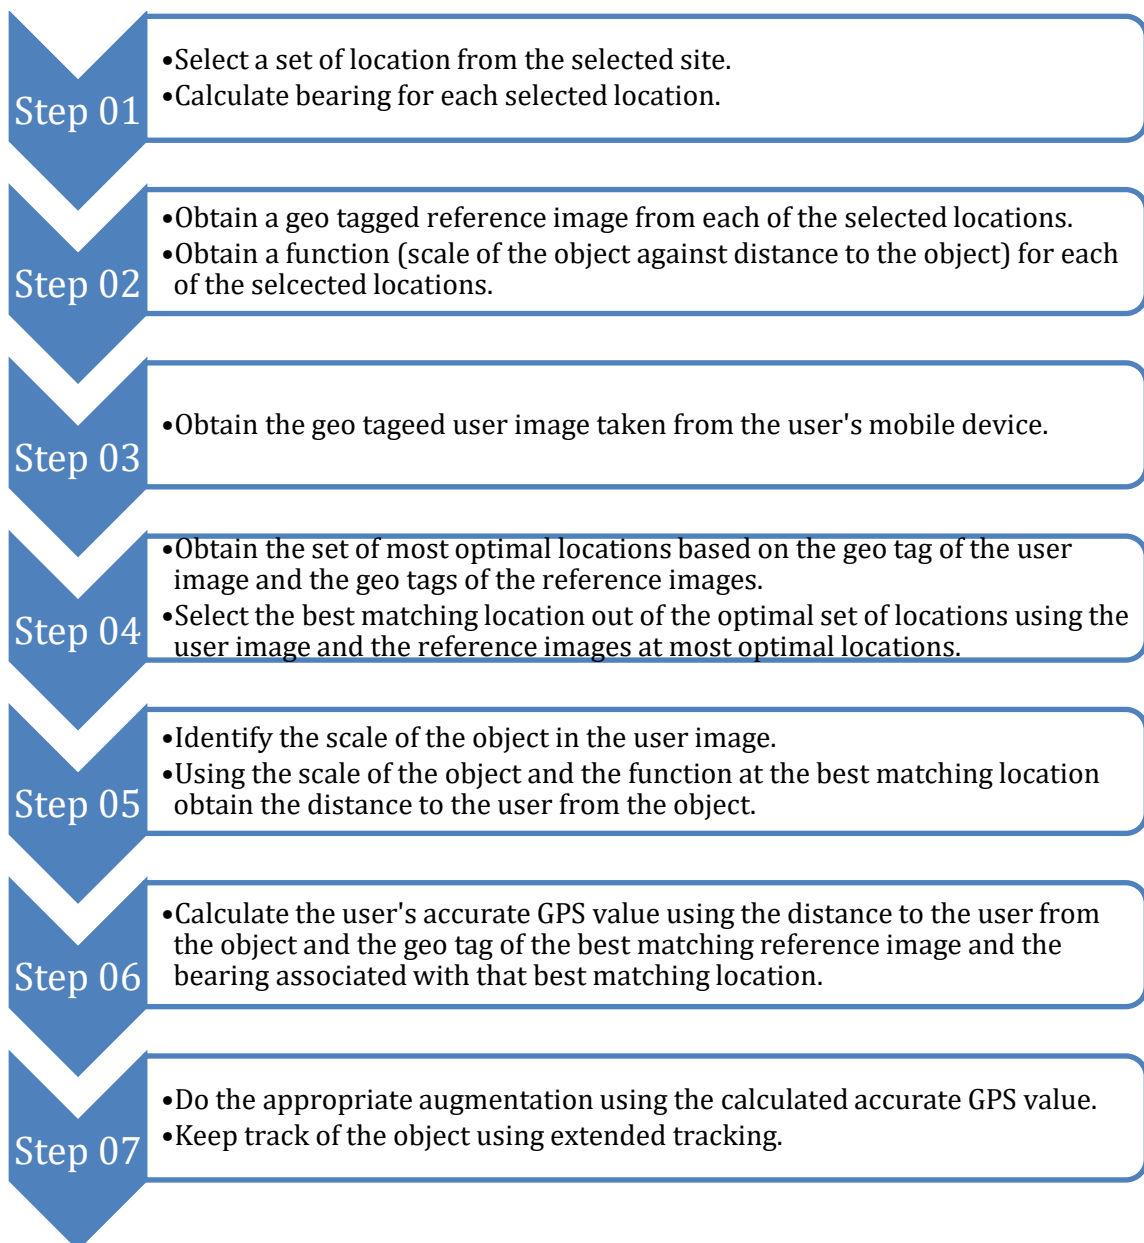 Step 01
•Select a set of location from the selected site.
•Calculate bearing for each selected location.
Step 02
•Obtain a geo tagged reference image from each of the selected locations.
•Obtain a function (scale of the object against distance to the object) for each
of the selcected locations.
Step 03
•Obtain the geo tageed user image taken from the user's mobile device.
Step 04
•Obtain the set of most optimal locations based on the geo tag of the user
image and the geo tags of the reference images.
•Select the best matching location out of the optimal set of locations using the
user image and the reference images at most optimal locations.
Step 05
•Identify the scale of the object in the user image.
•Using the scale of the object and the function at the best matching location
obtain the distance to the user from the object.
Step 06
•Calculate the user's accurate GPS value using the distance to the user from
the object and the geo tag of the best matching reference image and the
bearing associated with that best matching location.
Step 07
•Do the appropriate augmentation using the calculated accurate GPS value.
•Keep track of the object using extended tracking.